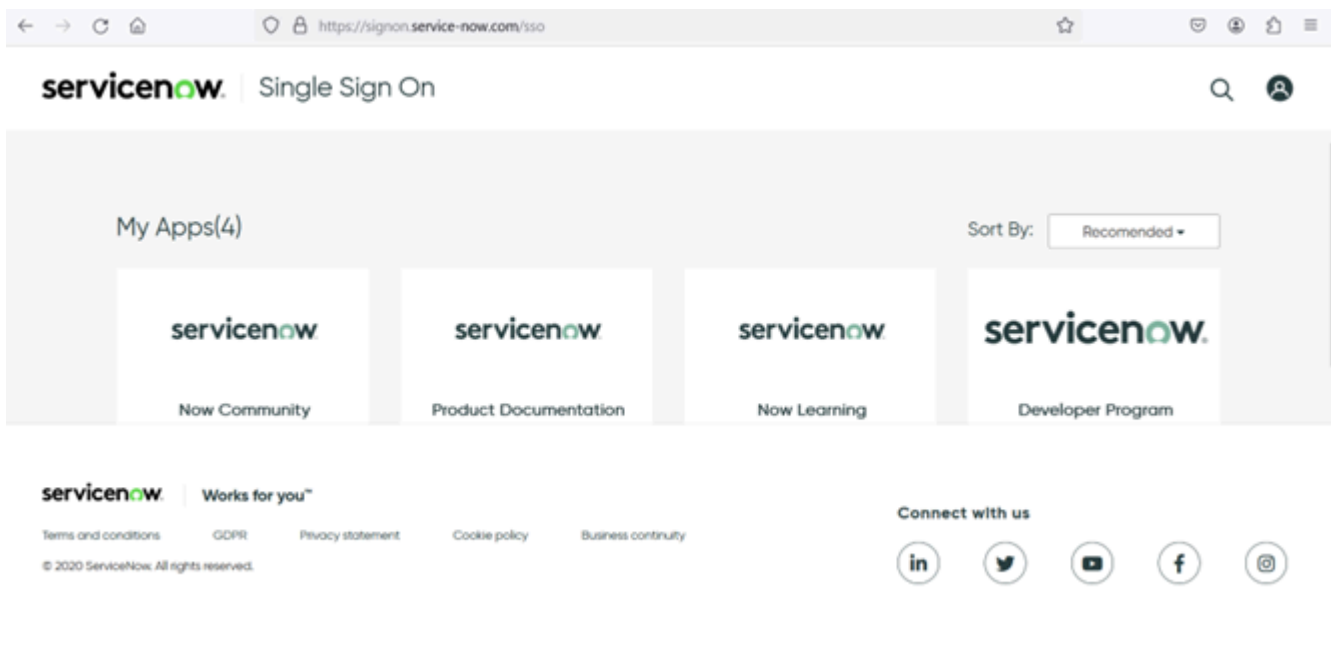 https://signon.service-now.com/sso
servicenow. Single Sign On
My Apps(4) Sort By: Recomended
servicenow servicenow servicenow servicenow.
Now Community Product Documentation Now Learning Developer Program
servicenow. Works for you™
Connect with us
Terms and conditions GDPR Privacy statement Cookie policy Business continuity
© 2020 ServiceNow. All rights reserved.
in f